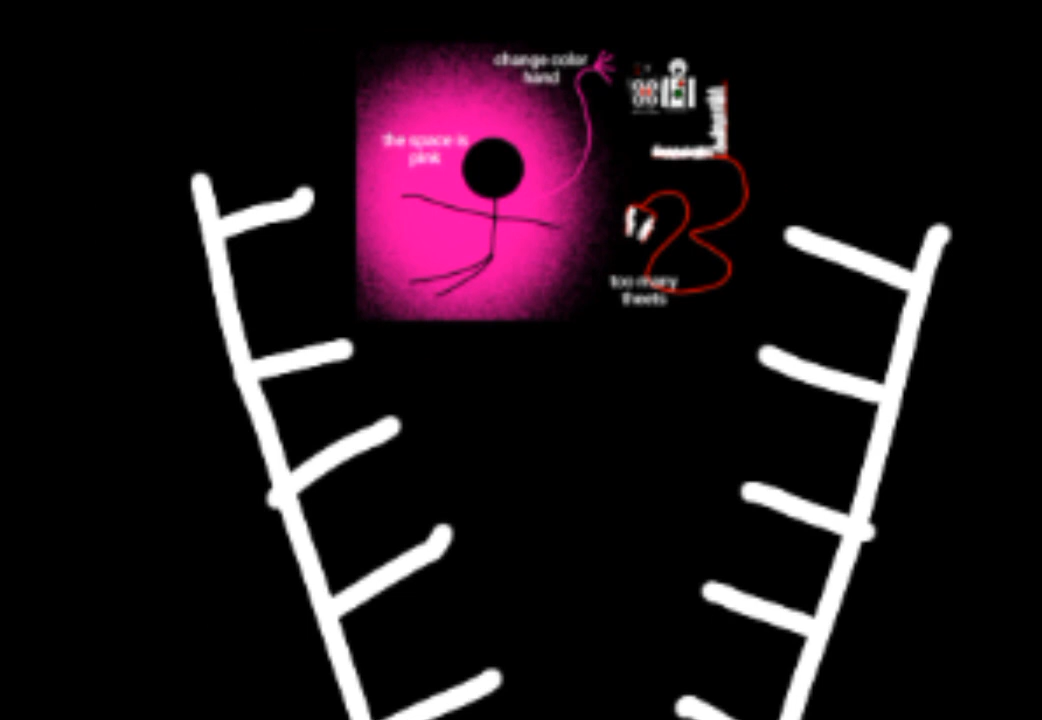 change color
hand
the space is
pink
too many
theets